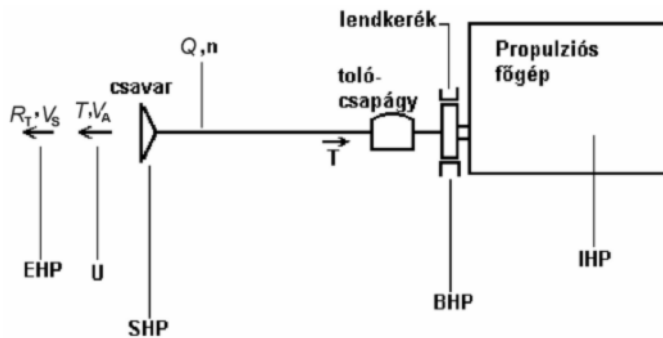 lendkerék
Propulziós
főgép
Q,n
toló-
csapágy
csavar
R_T,V_S
T,V_A
T
EHP
U
SHP
BHP
IHP